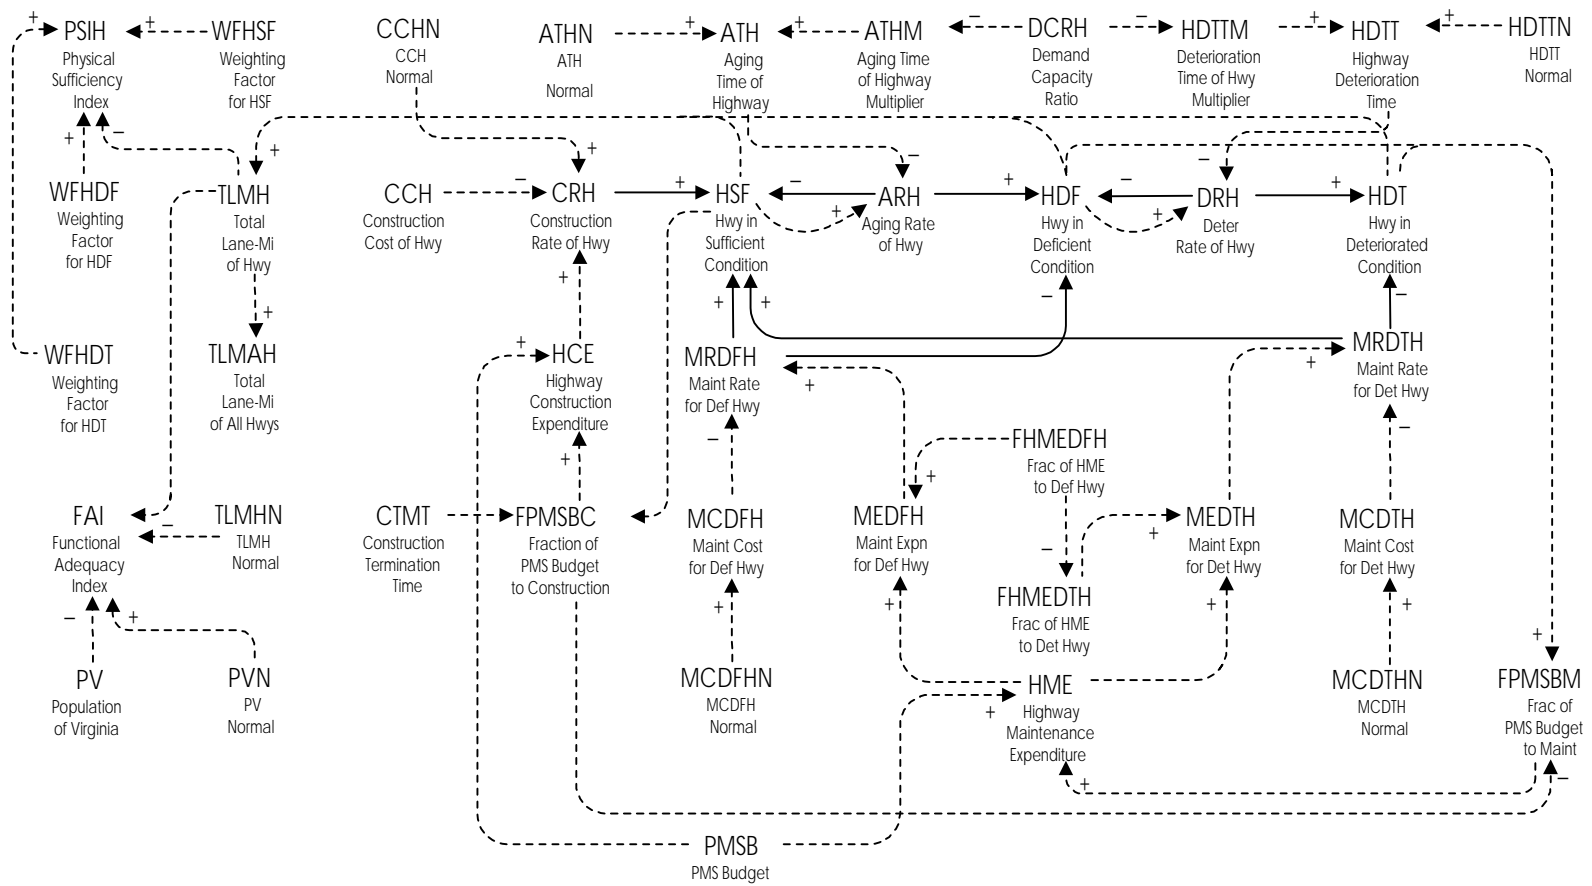 PSIH
Physical
Sufficiency
Index
WFHSF
Weighting
Factor
for HSF
CCHN
CCH
Normal
ATHN
ATH
Normal
ATH
Aging
Time of
Highway
ATHM
Aging Time
of Highway
Multiplier
DCRH
Demand
Capacity
Ratio
HDTTM
Deterioration
Time of Hwy
Multiplier
HDTT
Highway
Deterioration
Time
HDTTN
HDTT
Normal
WFHDF
Weighting
Factor
for HDF
TLMH
Total
Lane-Mi
of Hwy
CCH
Construction
Cost of Hwy
CRH
Construction
Rate of Hwy
HSF
Hwy in
Sufficient
Condition
ARH
Aging Rate
of Hwy
HDF
Hwy in
Deficient
Condition
DRH
Deter
Rate of Hwy
HDT
Hwy in
Deteriorated
Condition
WFHDT
Weighting
Factor
for HDT
TLMAH
Total
Lane-Mi
of All Hwys
HCE
Highway
Construction
Expenditure
MRDFH
Maint Rate
for Def Hwy
MRDTH
Maint Rate
for Det Hwy
FHMEDFH
Frac of HME
to Def Hwy
FAI
Functional
Adequacy
Index
TLMHN
TLMH
Normal
CTMT
Construction
Termination
Time
FPMSBC
Fraction of
PMS Budget
to Construction
MCDFH
Maint Cost
for Def Hwy
MEDFH
Maint Expn
for Def Hwy
MEDTH
Maint Expn
for Det Hwy
MCDTH
Maint Cost
for Det Hwy
FHMEDTH
Frac of HME
to Det Hwy
PV
Population
of Virginia
PVN
PV
Normal
MCDFHN
MCDFH
Normal
HME
Highway
Maintenance
Expenditure
MCDTHN
MCDTH
Normal
FPMSBM
Frac of
PMS Budget
to Maint
PMSB
PMS Budget